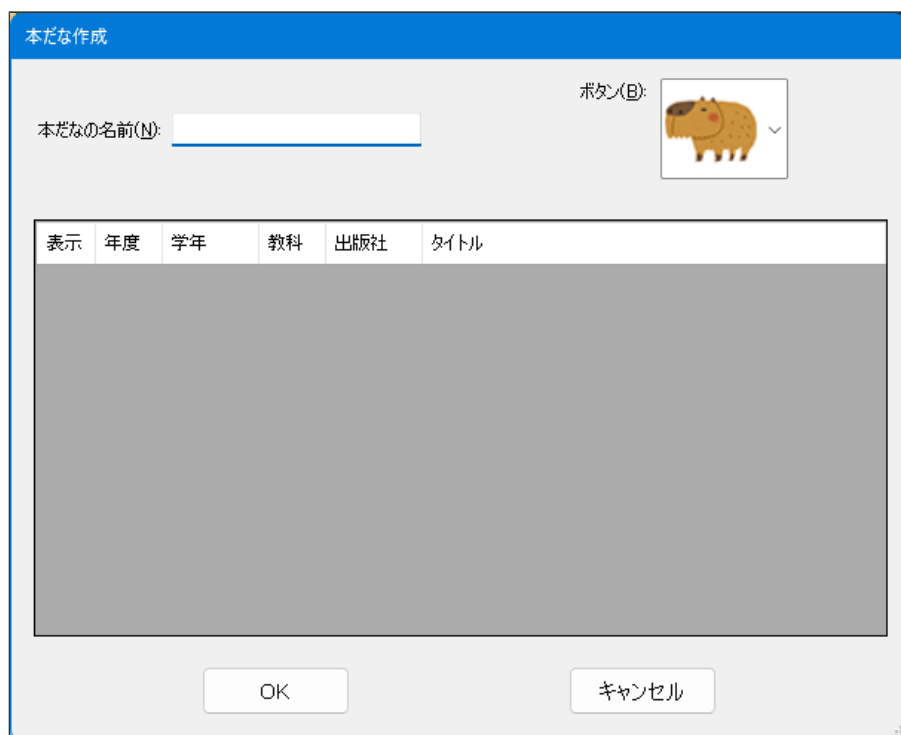 本だな作成
ボタン(B):
本だなの名前(N):
表示 年度 学年 教科 出版社 タイトル
OK キャンセル